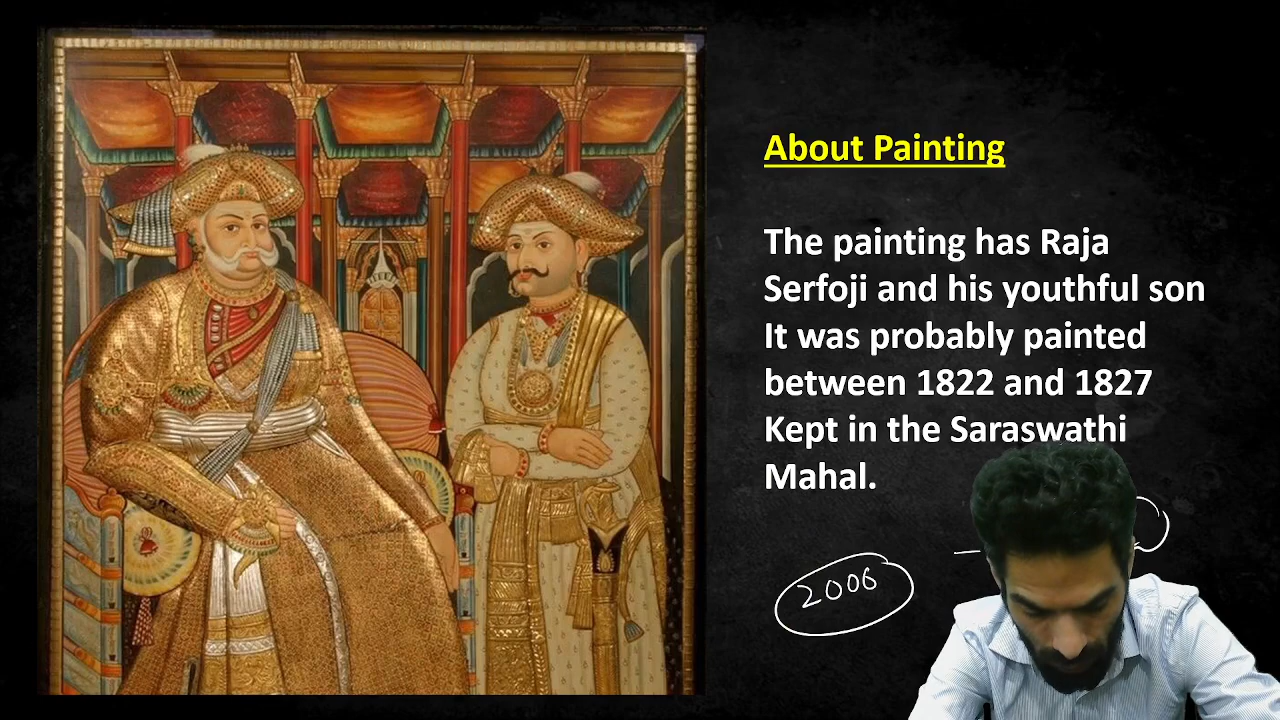 About Painting
The painting has Raja
Serfoji and his youthful son
It was probably painted
between 1822 and 1827
Kept in the Saraswathi
Mahal.
2006